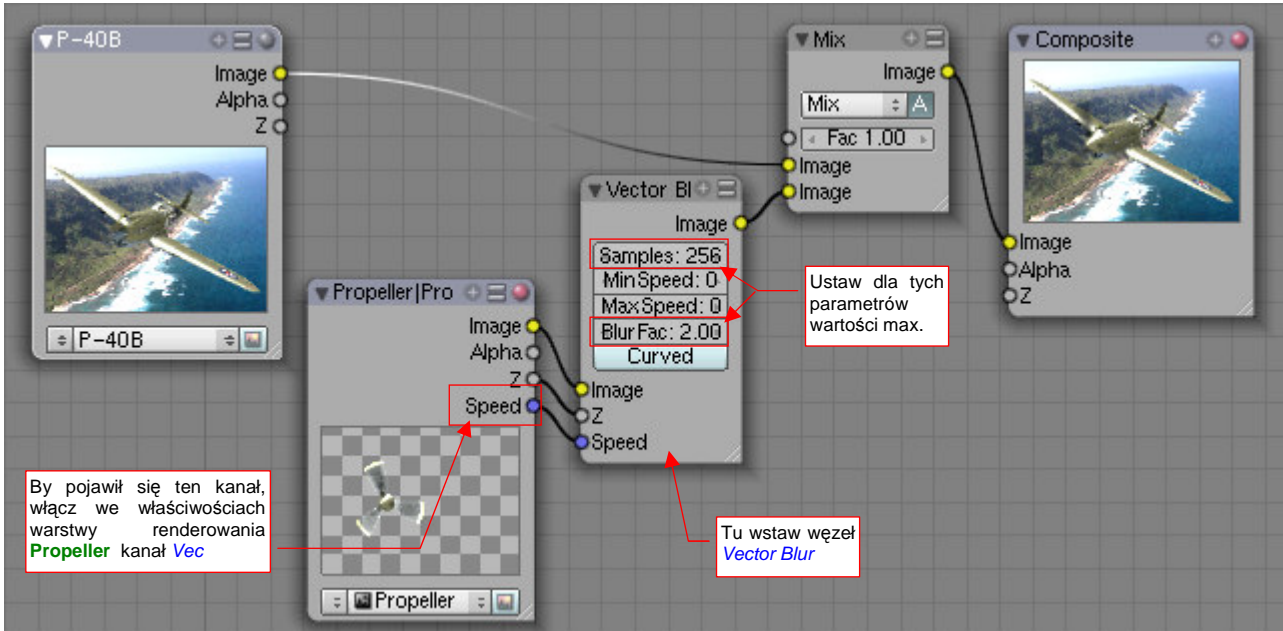 P-40B
Image
Alpha
Z
P-40B
Propeller|Pro
Image
Alpha
Z
Speed
Propeller
Vector Bl
Image
Samples: 256
MinSpeed: 0
MaxSpeed: 0
BlurFac: 2.00
Curved
Image
Z
Speed
Mix
Image
Mix
A
Fac 1.00
Image
Image
Composite
Image
Alpha
Z
Ustaw dla tych
parametrów
wartości max.
By pojawił się ten kanał,
włącz we właściwościach
warstwy renderowania
Propeller kanał Vec
Tu wstaw węzeł
Vector Blur